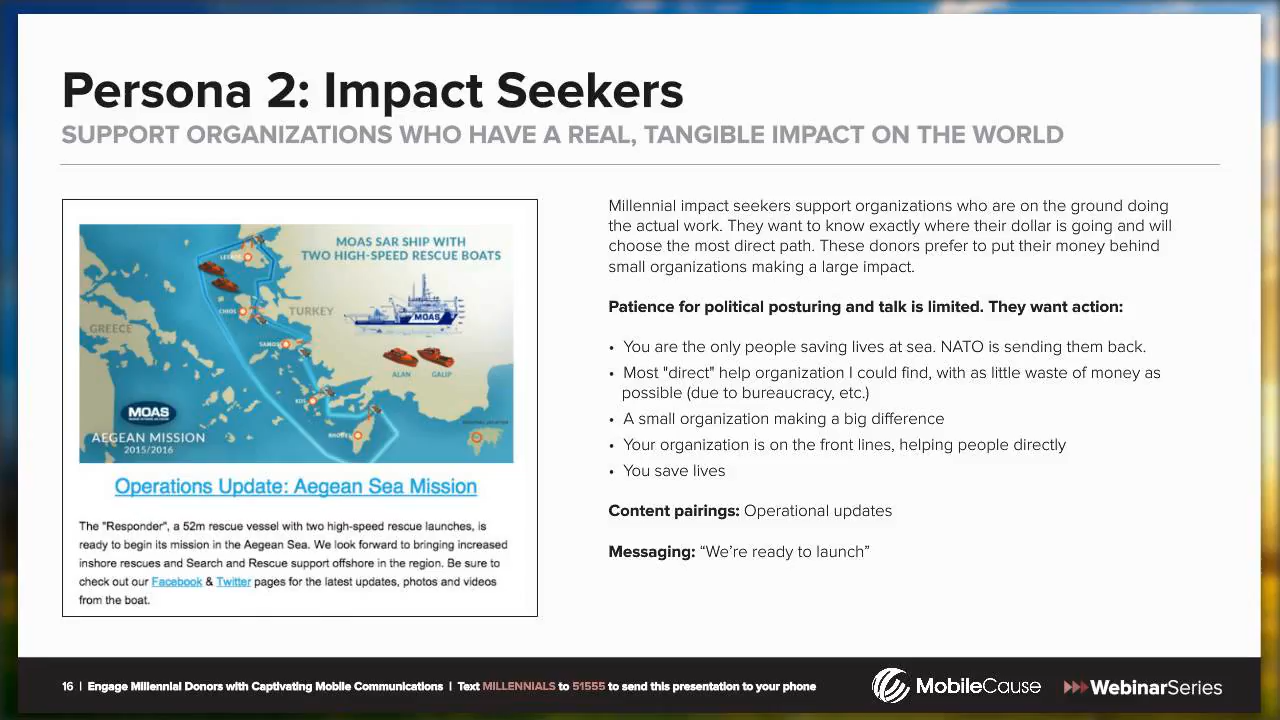 Persona 2: Impact Seekers
SUPPORT ORGANIZATIONS WHO HAVE A REAL, TANGIBLE IMPACT ON THE WORLD
MOAS SAR SHIP WITH
TWO HIGH-SPEED RESCUE BOATS
LESBOS
CHIOS
TURKEY
GREECE
SAMOS
MOAS
ALAN
GALIP
KOS
RHODES
MOAS
AEGEAN MISSION
2015/2016
Operations Update: Aegean Sea Mission
The "Responder", a 52m rescue vessel with two high-speed rescue launches, is
ready to begin its mission in the Aegean Sea. We look forward to bringing increased
inshore rescues and Search and Rescue support offshore in the region. Be sure to
check out our Facebook & Twitter pages for the latest updates, photos and videos
from the boat.
Millennial impact seekers support organizations who are on the ground doing
the actual work. They want to know exactly where their dollar is going and will
choose the most direct path. These donors prefer to put their money behind
small organizations making a large impact.
Patience for political posturing and talk is limited. They want action:
• You are the only people saving lives at sea. NATO is sending them back.
• Most "direct" help organization I could find, with as little waste of money as
possible (due to bureaucracy, etc.)
• A small organization making a big difference
• Your organization is on the front lines, helping people directly
• You save lives
Content pairings: Operational updates
Messaging: “We’re ready to launch”
16 | Engage Millennial Donors with Captivating Mobile Communications | Text MILLENNIALS to 51555 to send this presentation to your phone
MobileCause
WebinarSeries